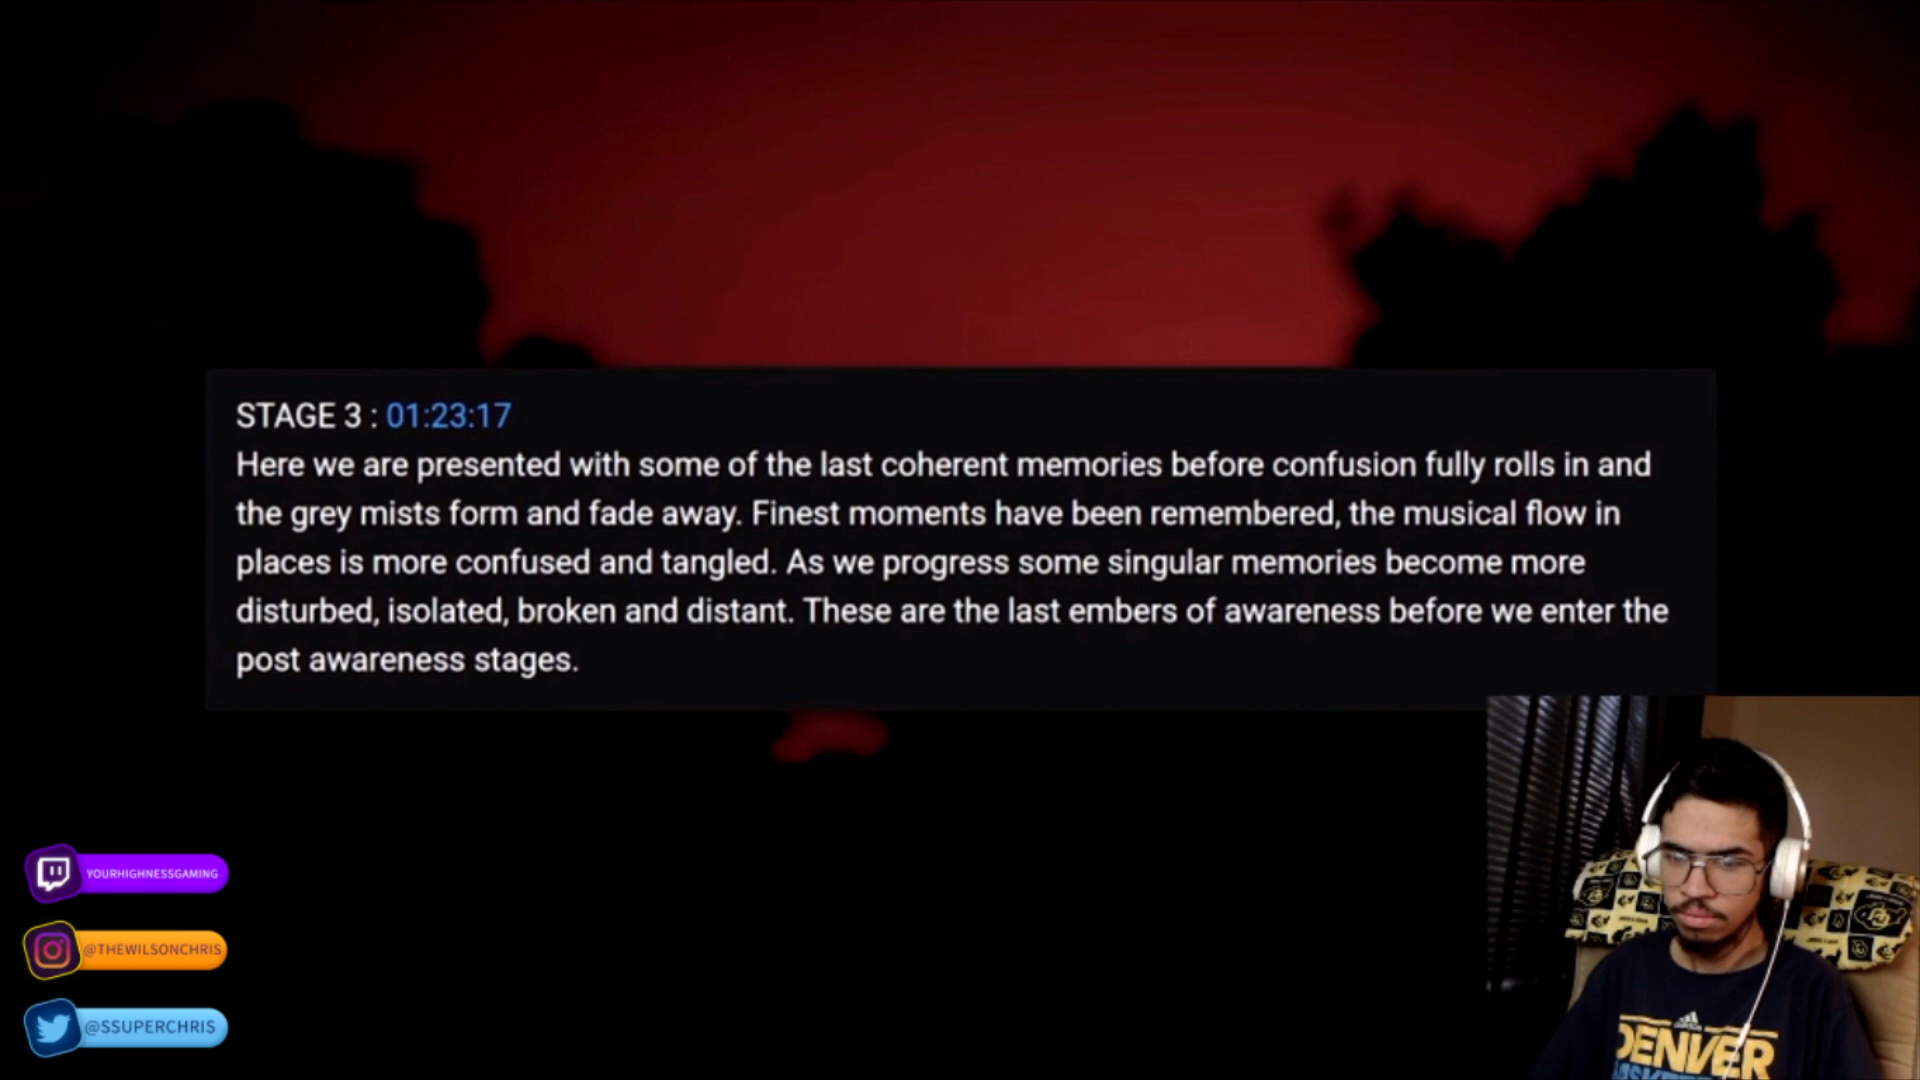 STAGE 3 : 01:23:17
Here we are presented with some of the last coherent memories before confusion fully rolls in and
the grey mists form and fade away. Finest moments have been remembered, the musical flow in
places is more confused and tangled. As we progress some singular memories become more
disturbed, isolated, broken and distant. These are the last embers of awareness before we enter the
post awareness stages.
YOURHIGHNESSGAMING
@THEWILSONCHRIS
@SSUPERCHRIS
DENVER